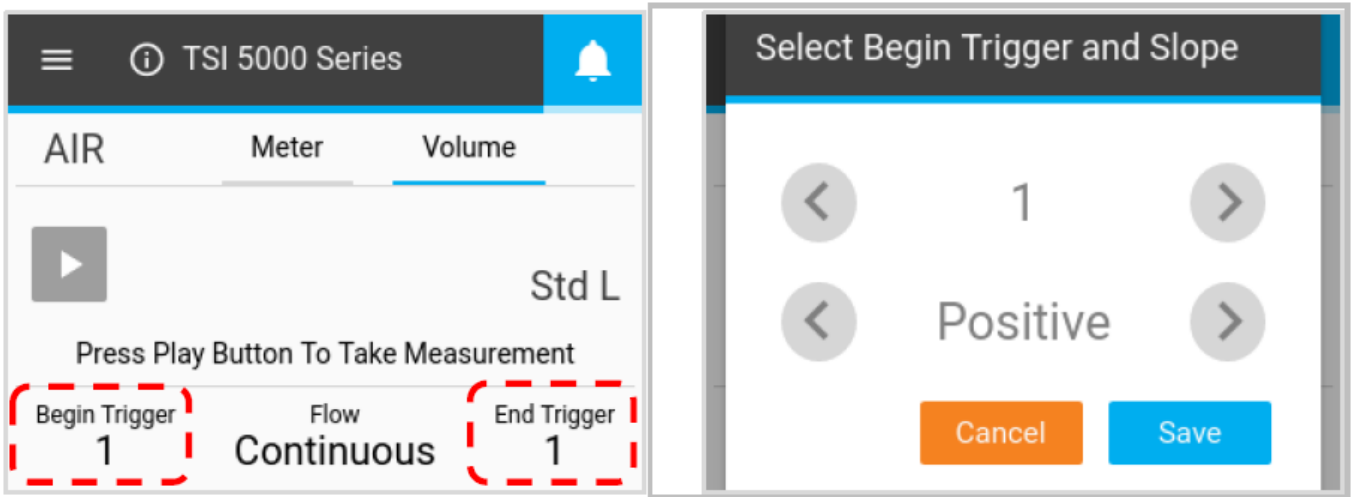 TSI 5000 Series
AIR Meter Volume
Std L
Press Play Button To Take Measurement
Begin Trigger Flow End Trigger
1 Continuous 1
Select Begin Trigger and Slope
1
Positive
Cancel Save